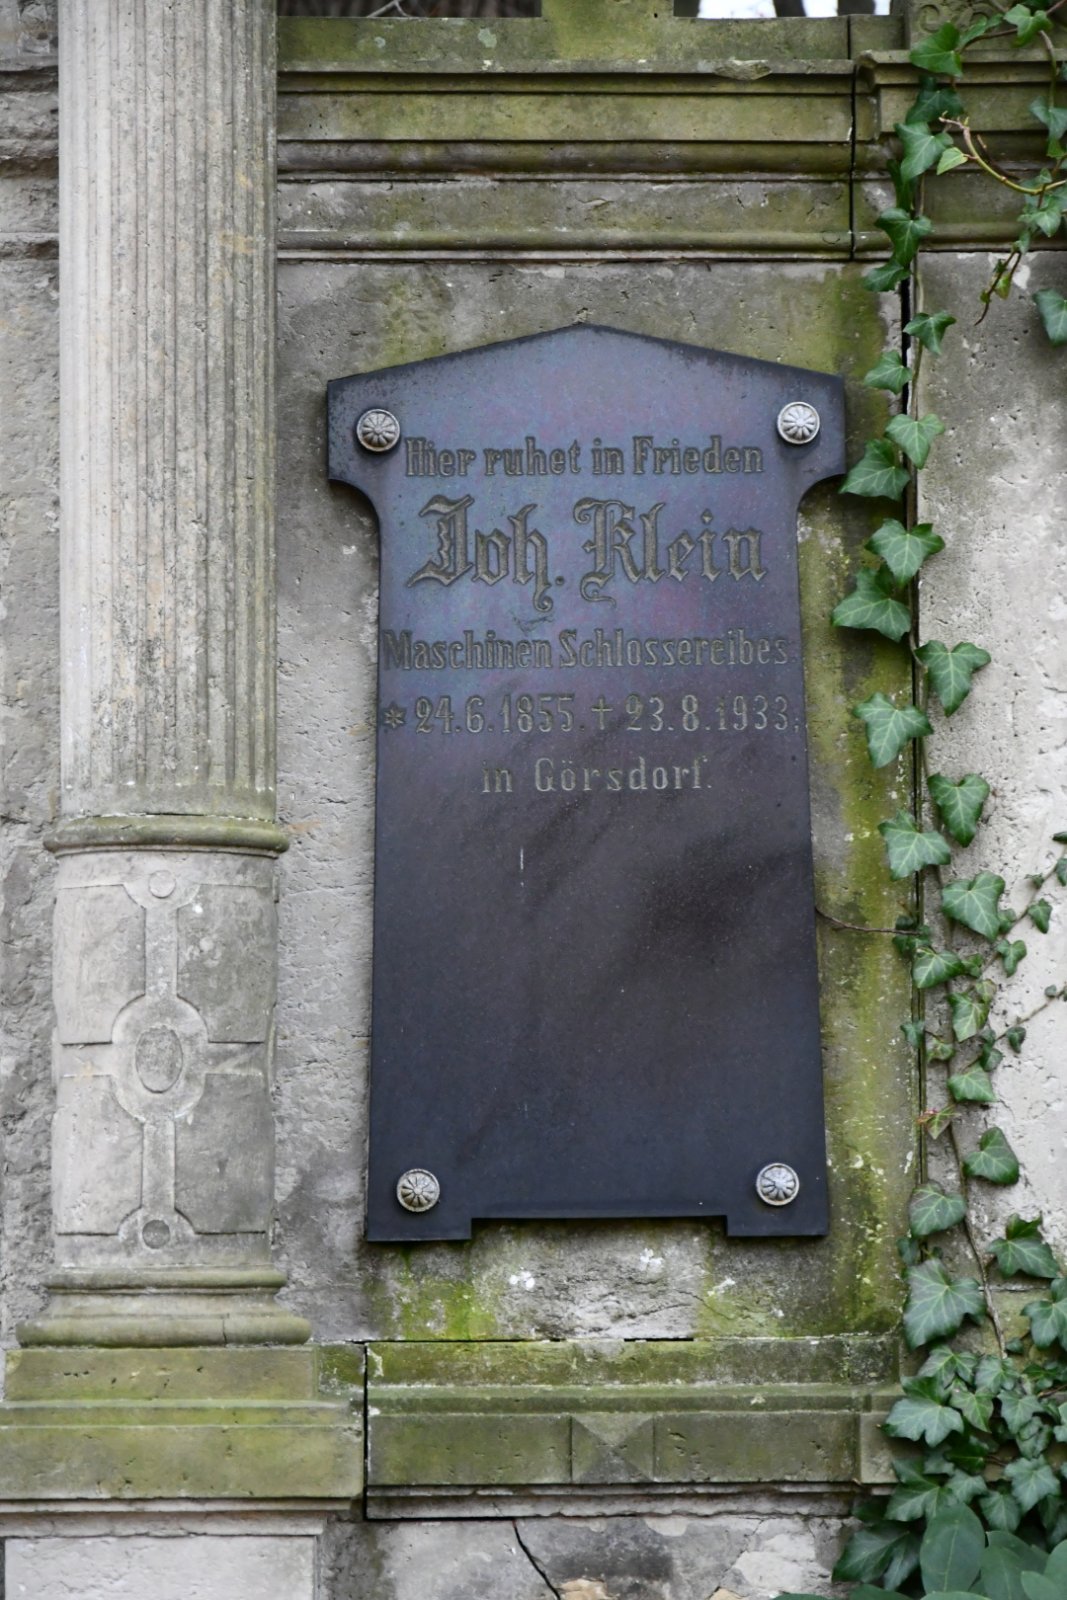 Hier ruhet in Frieden
Joh. Klein
Maschinen Schlossereibes.
* 24.6.1855. † 23.8.1933,
in Görsdorf.